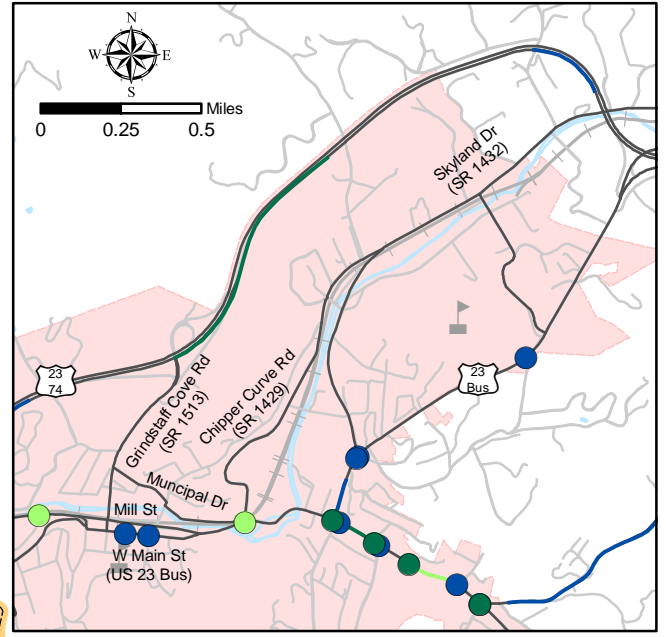 N
W E
S
Miles
0 0.25 0.5
Skyland Dr
(SR 1432)
23
74
Grindstaff Cove Rd
(SR 1513)
Chipper Curve Rd
(SR 1429)
23
Bus
Muncipal Dr
Mill St
W Main St
(US 23 Bus)